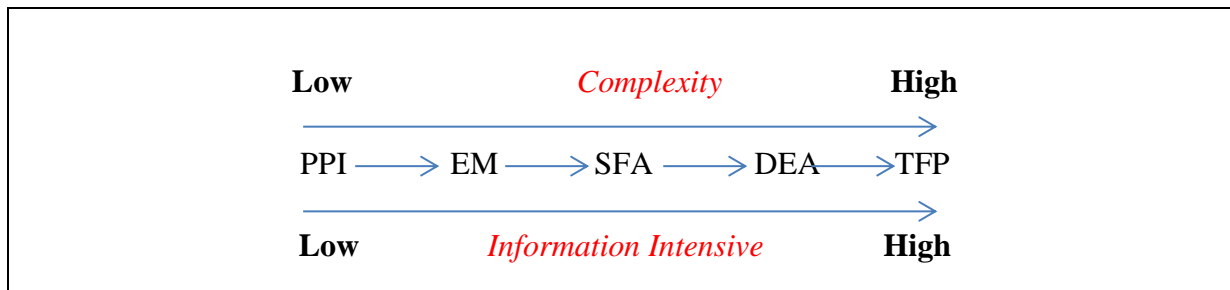 Low Complexity High
PPI EM SFA DEA TFP
Low Information Intensive High